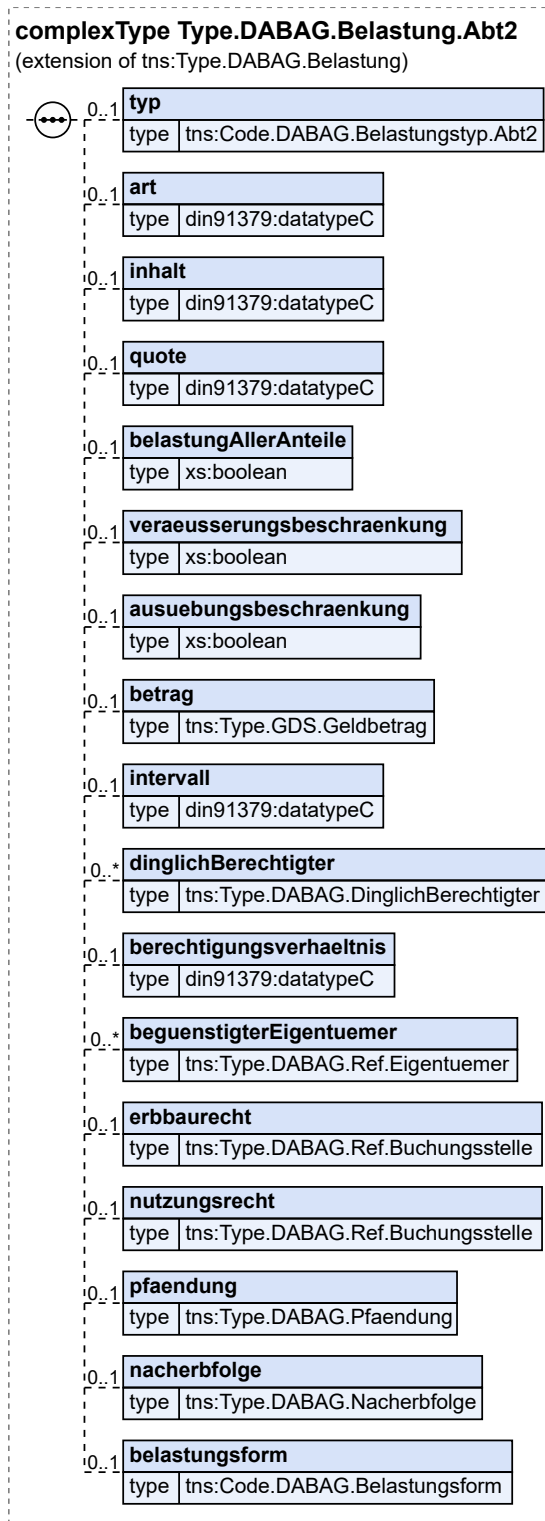 complexType Type.DABAG.Belastung.Abt2
(extension of tns:Type.DABAG.Belastung)
0..1 typ
type tns:Code.DABAG.Belastungstyp.Abt2
0..1 art
type din91379:datatypeC
0..1 inhalt
type din91379:datatypeC
0..1 quote
type din91379:datatypeC
0..1 belastungAllerAnteile
type xs:boolean
0..1 veraeusserungsbeschraenkung
type xs:boolean
0..1 ausuebungsbeschraenkung
type xs:boolean
0..1 betrag
type tns:Type.GDS.Geldbetrag
0..1 intervall
type din91379:datatypeC
0..* dinglichBerechtigter
type tns:Type.DABAG.DinglichBerechtigter
0..1 berechtigungsverhaeltnis
type din91379:datatypeC
0..* beguenstigterEigentuemer
type tns:Type.DABAG.Ref.Eigentuemer
0..1 erbbaurecht
type tns:Type.DABAG.Ref.Buchungsstelle
0..1 nutzungsrecht
type tns:Type.DABAG.Ref.Buchungsstelle
0..1 pfaendung
type tns:Type.DABAG.Pfaendung
0..1 nacherbfolge
type tns:Type.DABAG.Nacherbfolge
0..1 belastungsform
type tns:Code.DABAG.Belastungsform